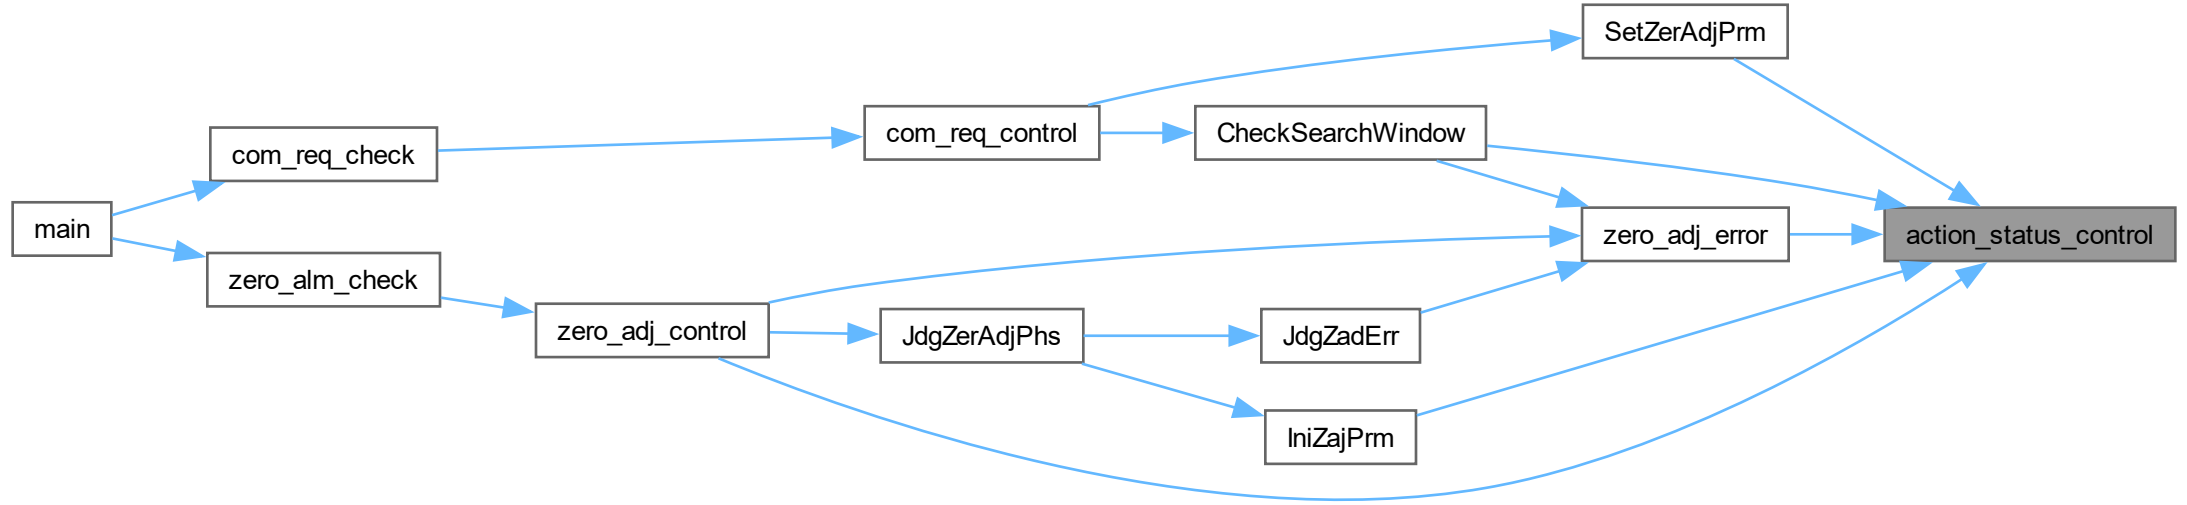 SetZerAdjPrm
com_req_control
CheckSearchWindow
com_req_check
main
zero_adj_error
action_status_control
zero_alm_check
zero_adj_control
JdgZerAdjPhs
JdgZadErr
IniZajPrm